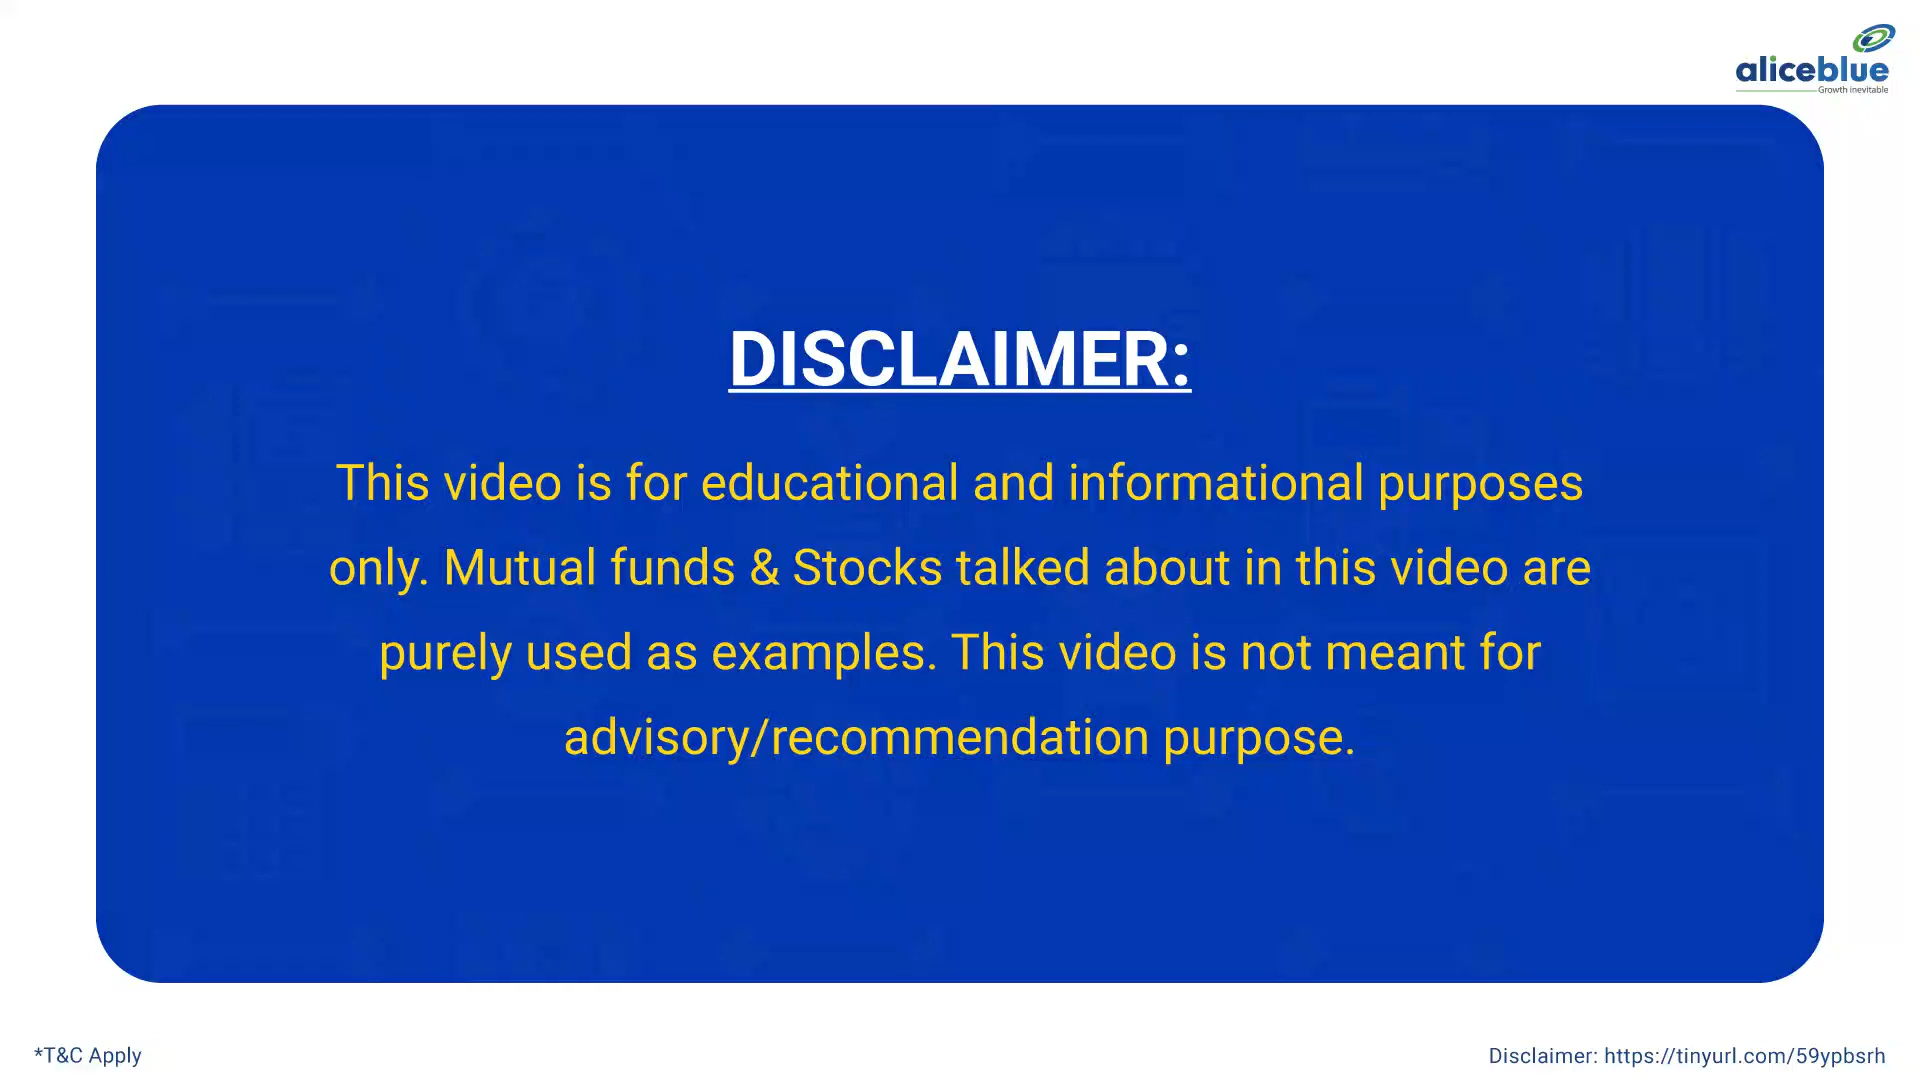 aliceblue
Growth inevitable
DISCLAIMER:
This video is for educational and informational purposes
only. Mutual funds & Stocks talked about in this video are
purely used as examples. This video is not meant for
advisory/recommendation purpose.
*T&C Apply
Disclaimer: https://tinyurl.com/59ypbsrh